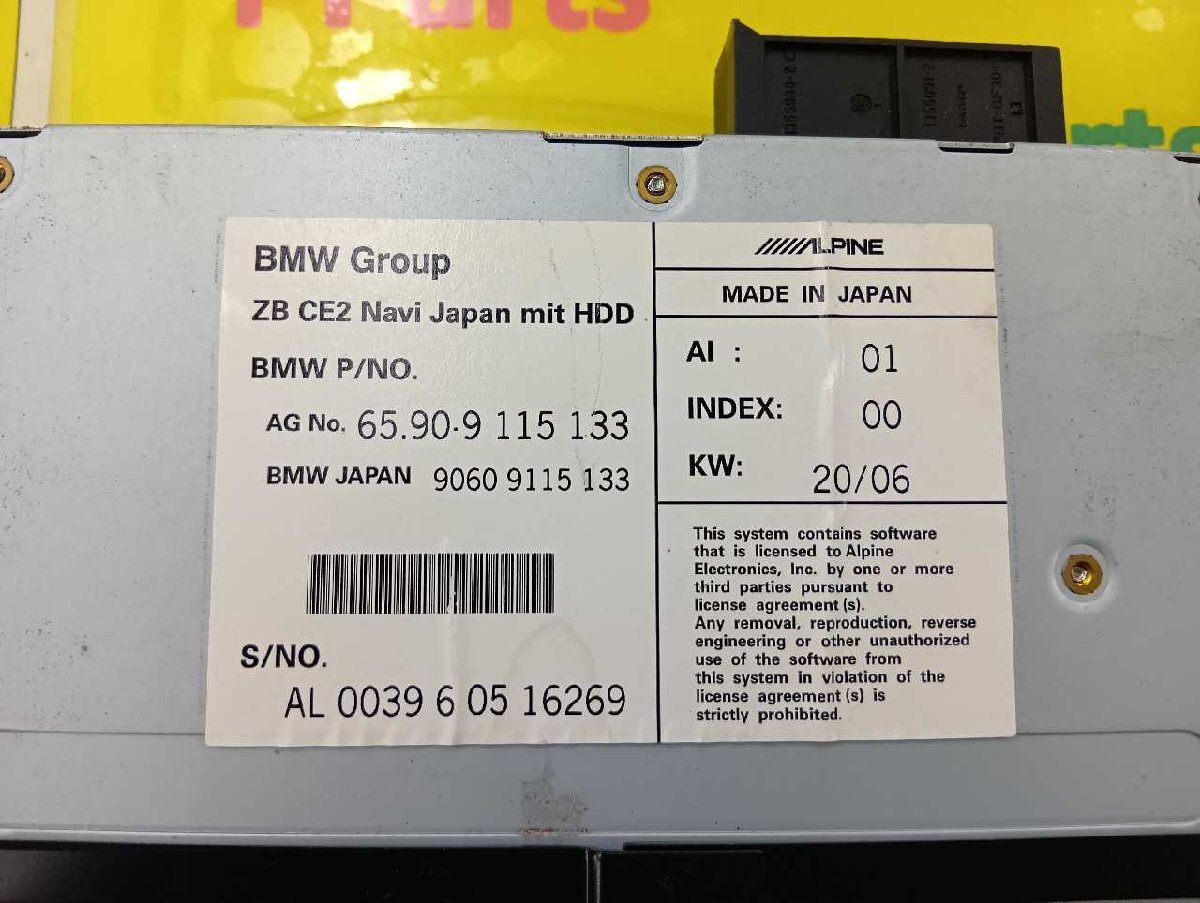 Parts
BMW Group
ZB CE2 Navi Japan mit HDD
BMW P/NO.
AG No. 65.90-9 115 133
BMW JAPAN 9060 9115 133
S/NO.
AL 0039 6 05 16269
ALPINE
MADE IN JAPAN
AI : 01
INDEX: 00
KW: 20/06
This system contains software
that is licensed to Alpine
Electronics, Inc. by one or more
third parties pursuant to
license agreement (s).
Any removal, reproduction, reverse
engineering or other unauthorized
use of the software from
this system in violation of the
license agreement (s) is
strictly prohibited.